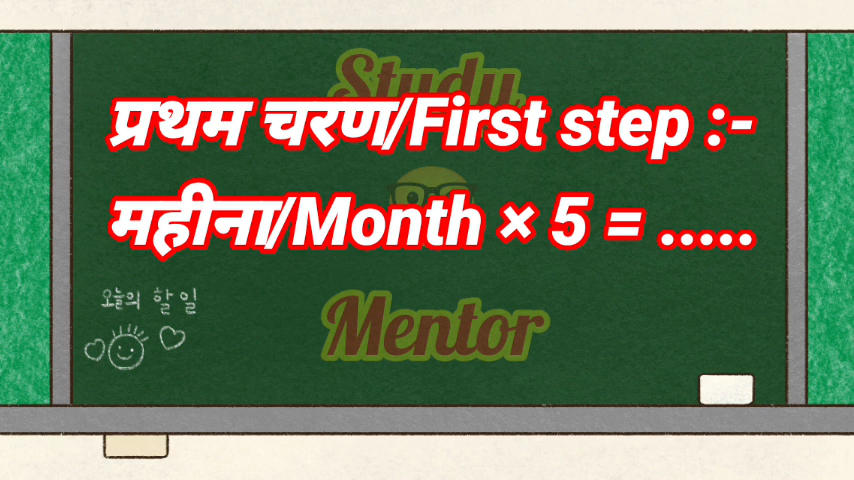 Study
प्रथम चरण/First step :-
महीना/Month × 5 = .....
오늘의 할 일
Mentor